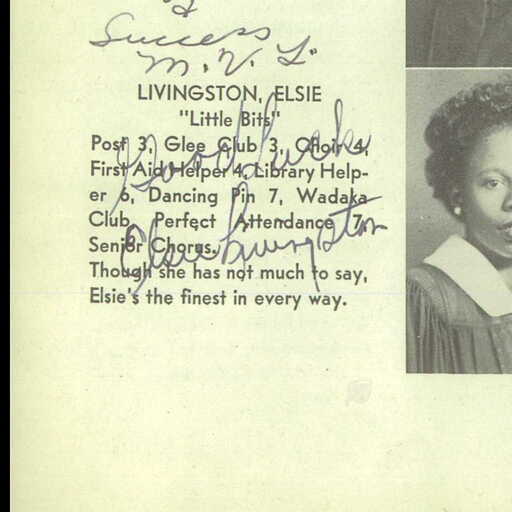 Success
M. V. L.
LIVINGSTON, ELSIE
"Little Bits"
Post 3, Glee Club 3, Choir 4,
First Aid Helper 4, Library Help-
er 6, Dancing Pin 7, Wadaka
Club, Perfect Attendance 7,
Senior Chorus.
Though she has not much to say,
Elsie's the finest in every way.
Good luck
Elsie Livingston